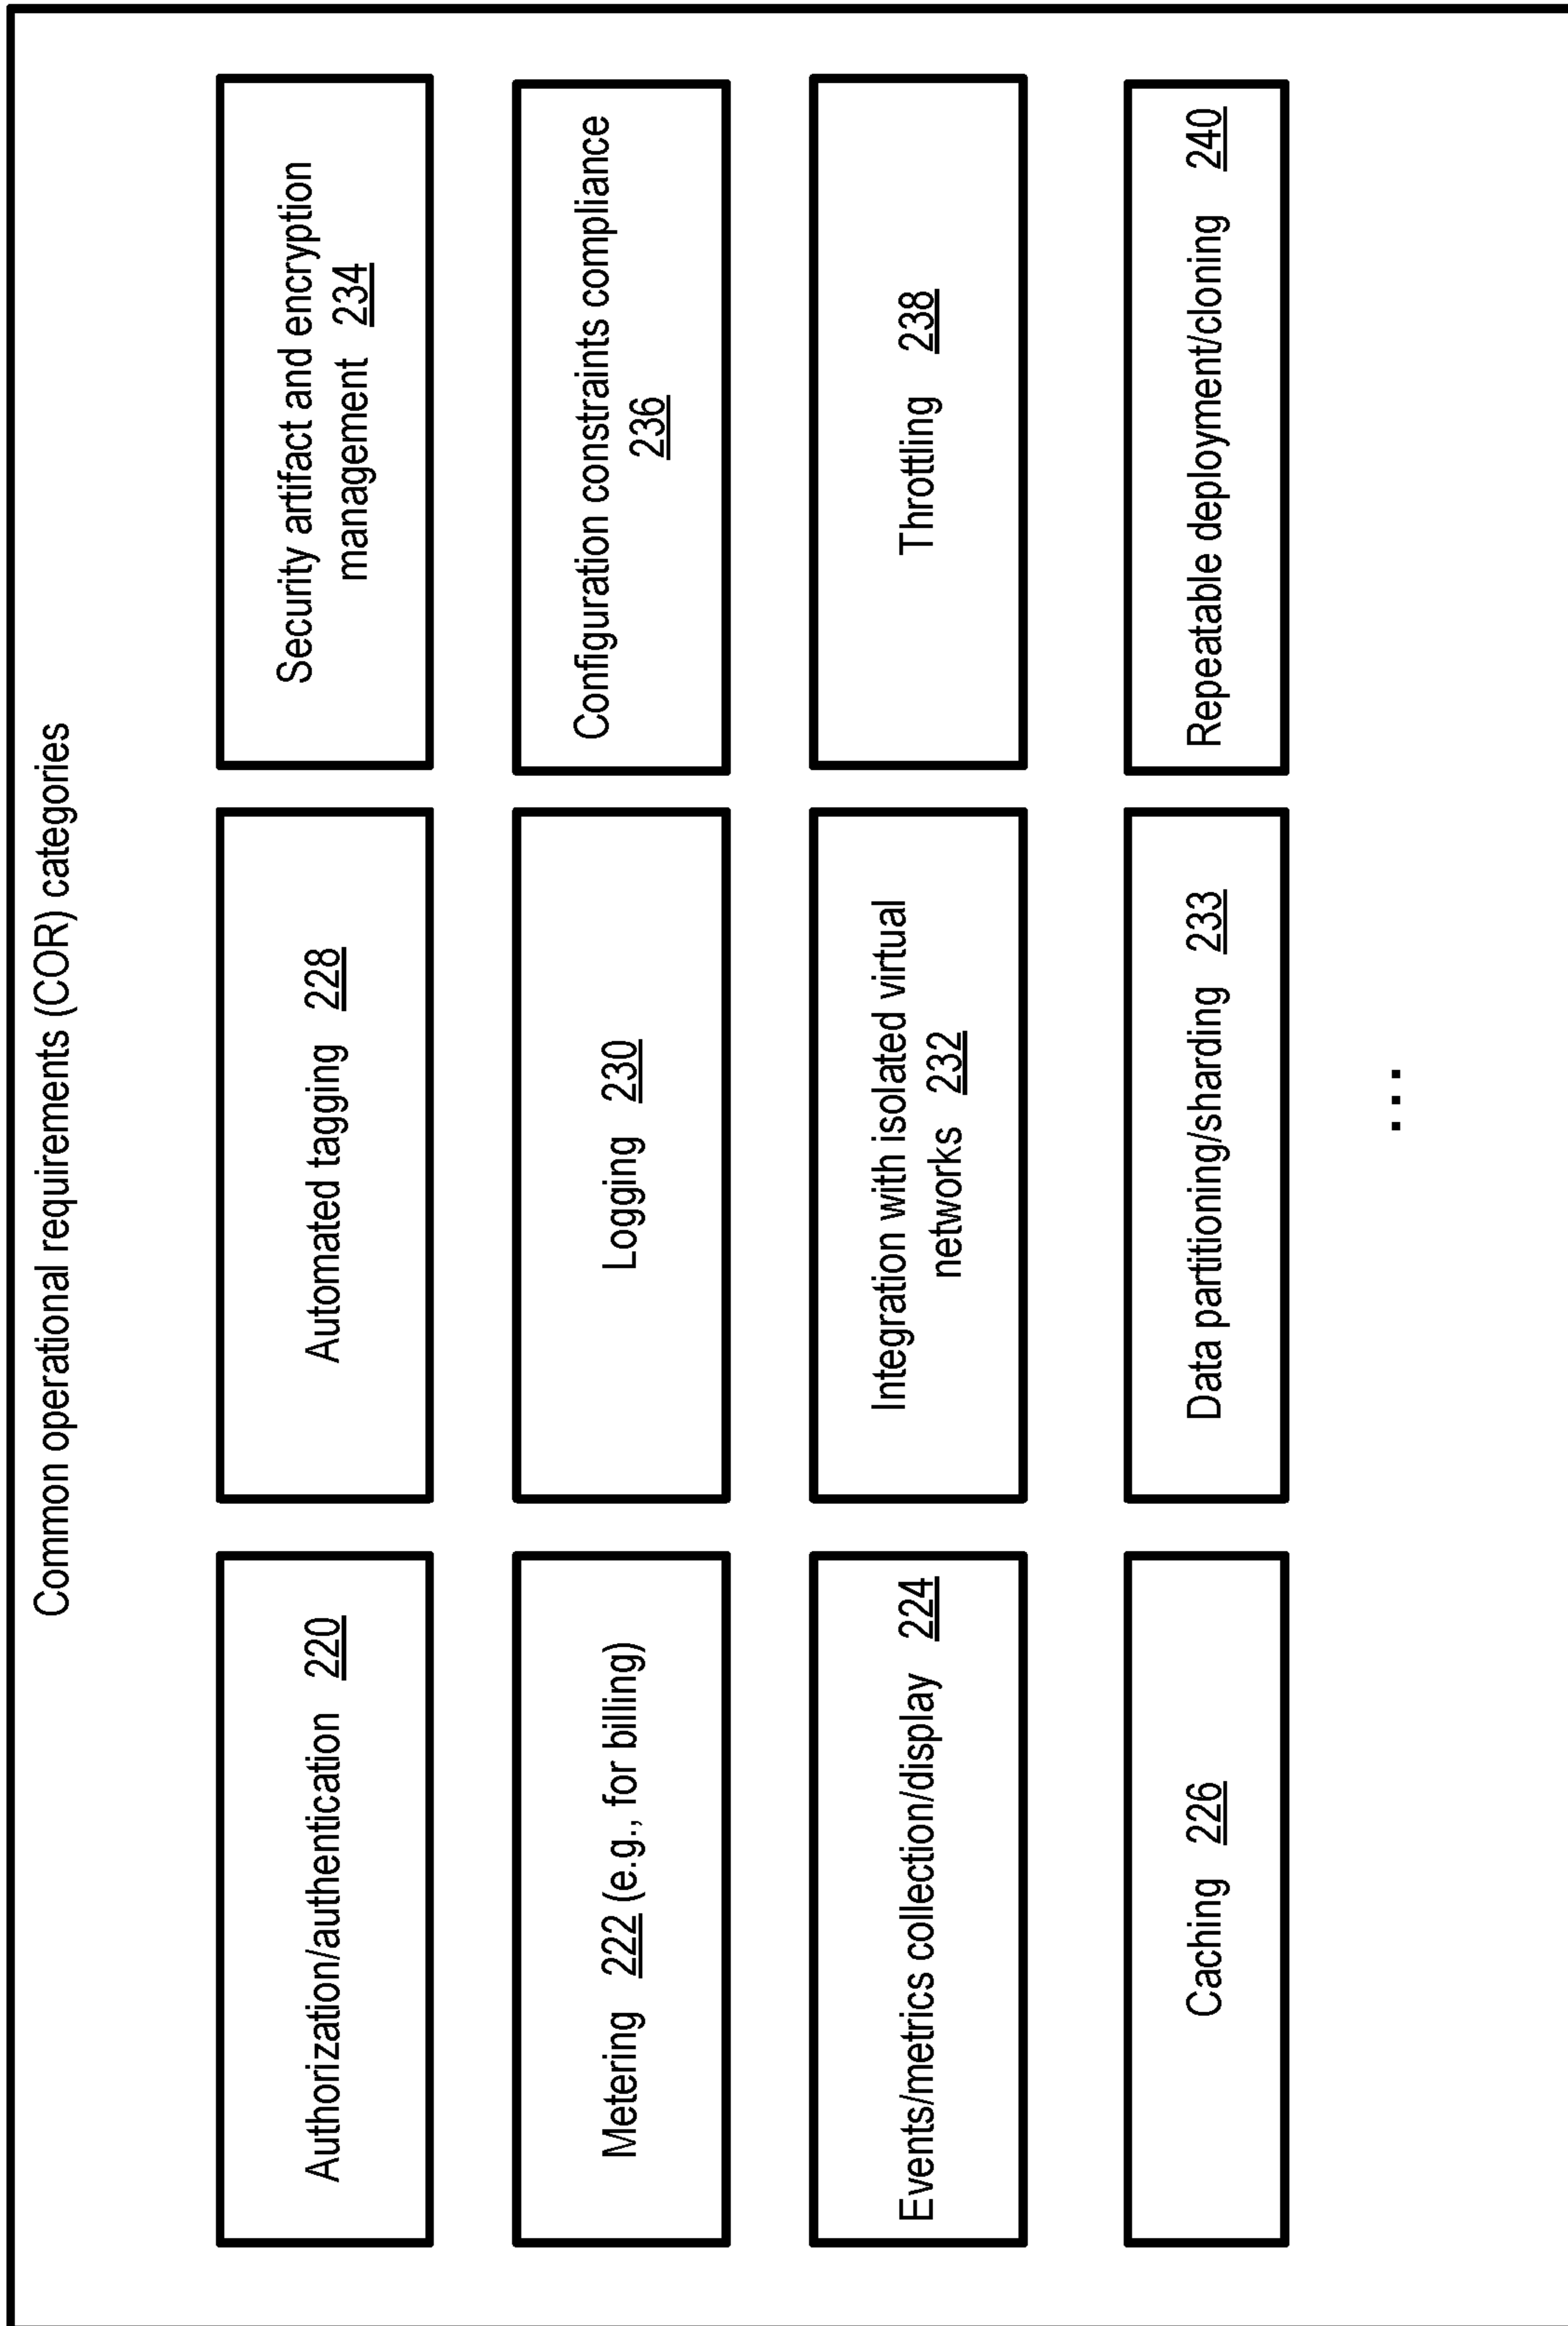 Common operational requirements (COR) categories
Authorization/authentication 220
Automated tagging 228
Security artifact and encryption
management 234
Metering 222 (e.g., for billing)
Logging 230
Configuration constraints compliance
236
Events/metrics collection/display 224
Integration with isolated virtual
networks 232
Throttling 238
Caching 226
Data partitioning/sharding 233
Repeatable deployment/cloning 240
...